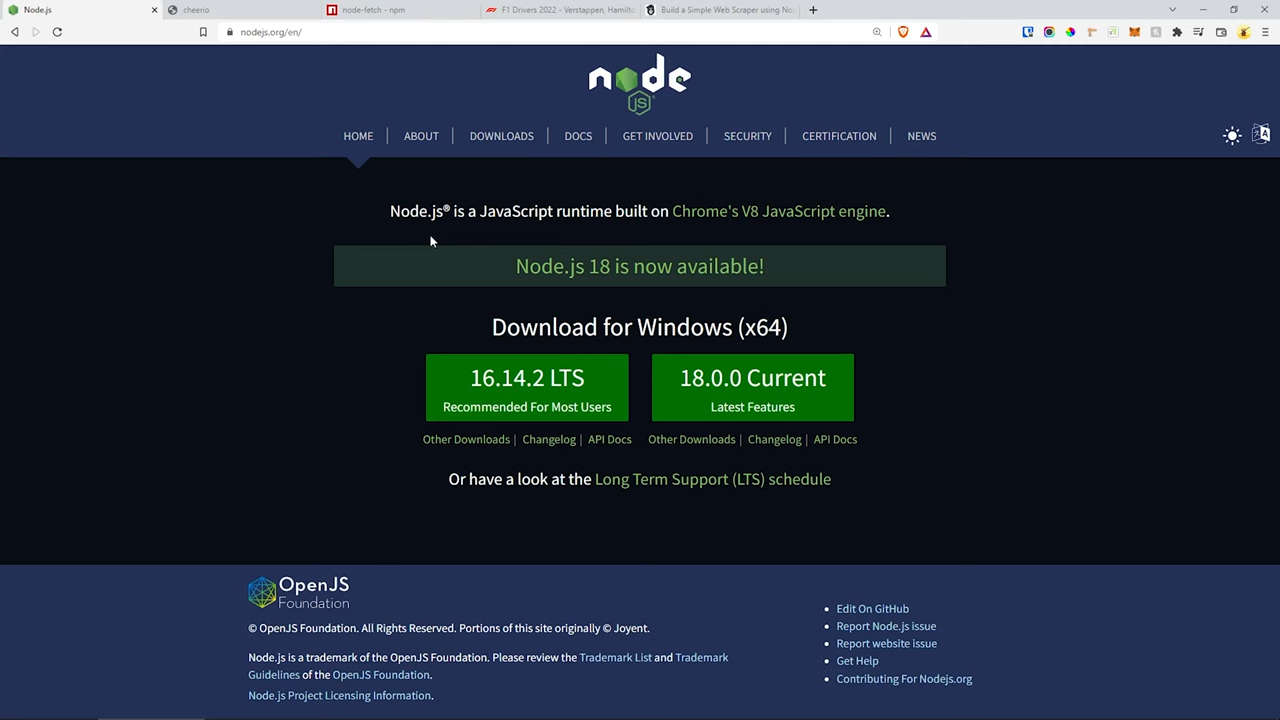 Node.js
cheerio
node-fetch - npm
F1 Drivers 2022 - Verstappen, Hamilt
Build a Simple Web Scraper using No
nodejs.org/en/
node
JS
HOME
ABOUT
DOWNLOADS
DOCS
GET INVOLVED
SECURITY
CERTIFICATION
NEWS
Node.js® is a JavaScript runtime built on Chrome's V8 JavaScript engine.
Node.js 18 is now available!
Download for Windows (x64)
16.14.2 LTS
Recommended For Most Users
18.0.0 Current
Latest Features
Other Downloads | Changelog | API Docs
Other Downloads | Changelog | API Docs
Or have a look at the Long Term Support (LTS) schedule
OpenJS
Foundation
© OpenJS Foundation. All Rights Reserved. Portions of this site originally © Joyent.
Node.js is a trademark of the OpenJS Foundation. Please review the Trademark List and Trademark
Guidelines of the OpenJS Foundation.
Node.js Project Licensing Information.
Edit On GitHub
Report Node.js issue
Report website issue
Get Help
Contributing For Nodejs.org